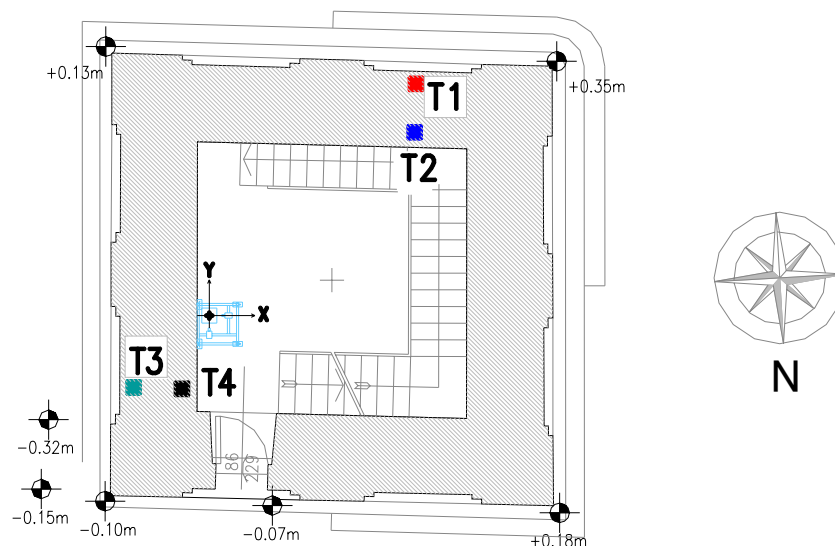 +0.13m
+0.35m
T1
T2
Y
X
T3
T4
N
86
229
-0.32m
-0.15m
-0.10m
-0.07m
+0.18m